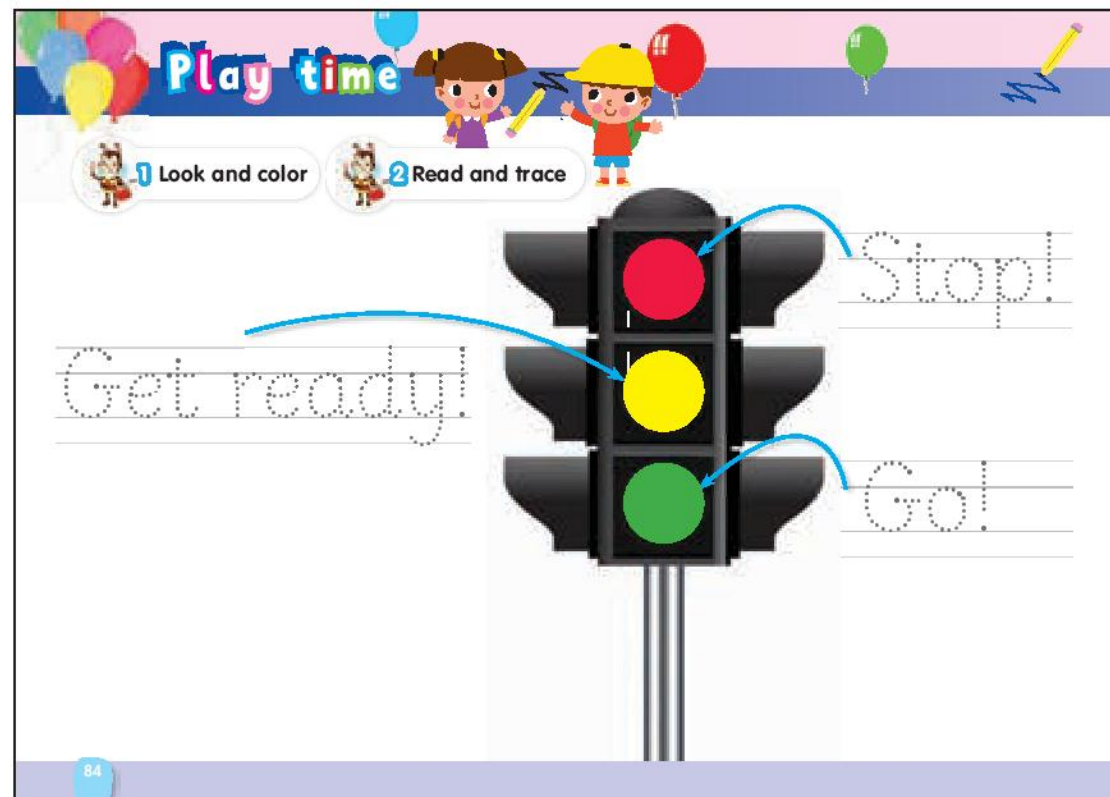 Play time
1 Look and color
2 Read and trace
Stop!
Get ready!
Go!
84